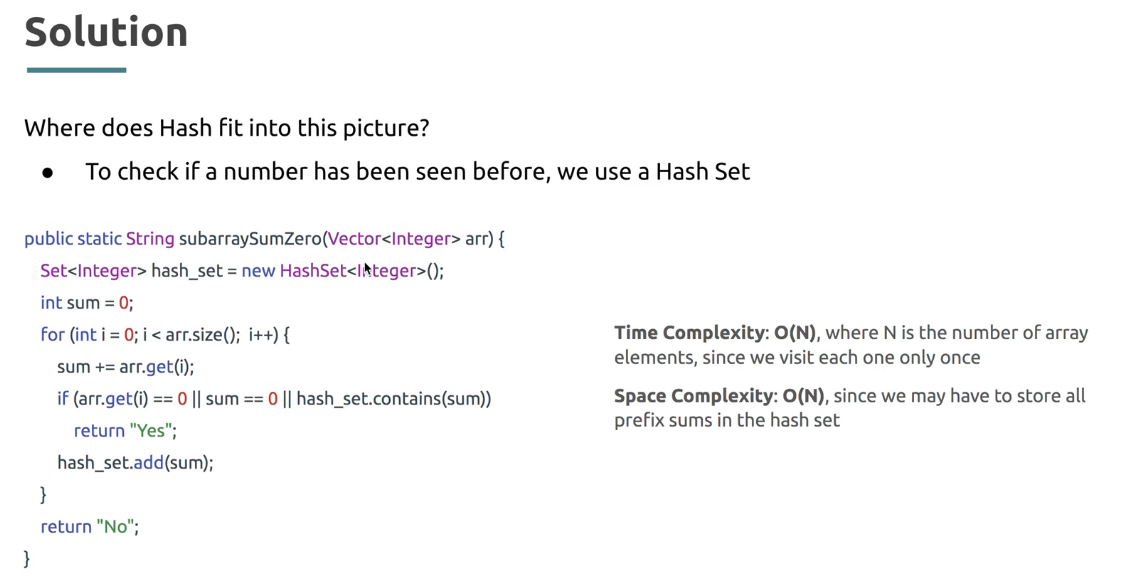 Solution
Where does Hash fit into this picture?
● To check if a number has been seen before, we use a Hash Set
public static String subarraySumZero(Vector<Integer> arr) {
Set<Integer> hash_set = new HashSet<Integer>();
int sum = 0;
for (int i = 0; i < arr.size(); i++) {
sum += arr.get(i);
if (arr.get(i) == 0 || sum == 0 || hash_set.contains(sum))
return "Yes";
hash_set.add(sum);
}
return "No";
}
Time Complexity: O(N), where N is the number of array
elements, since we visit each one only once
Space Complexity: O(N), since we may have to store all
prefix sums in the hash set